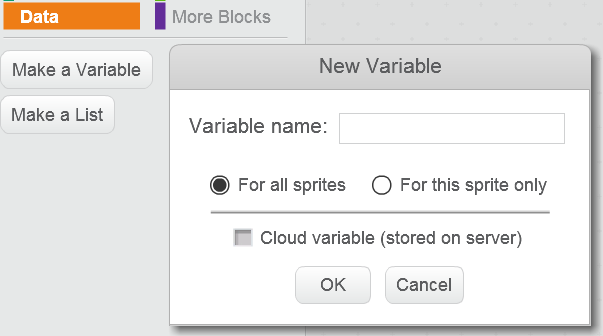 Data
More Blocks
Make a Variable
Make a List
New Variable
Variable name:
For all sprites
For this sprite only
Cloud variable (stored on server)
OK
Cancel